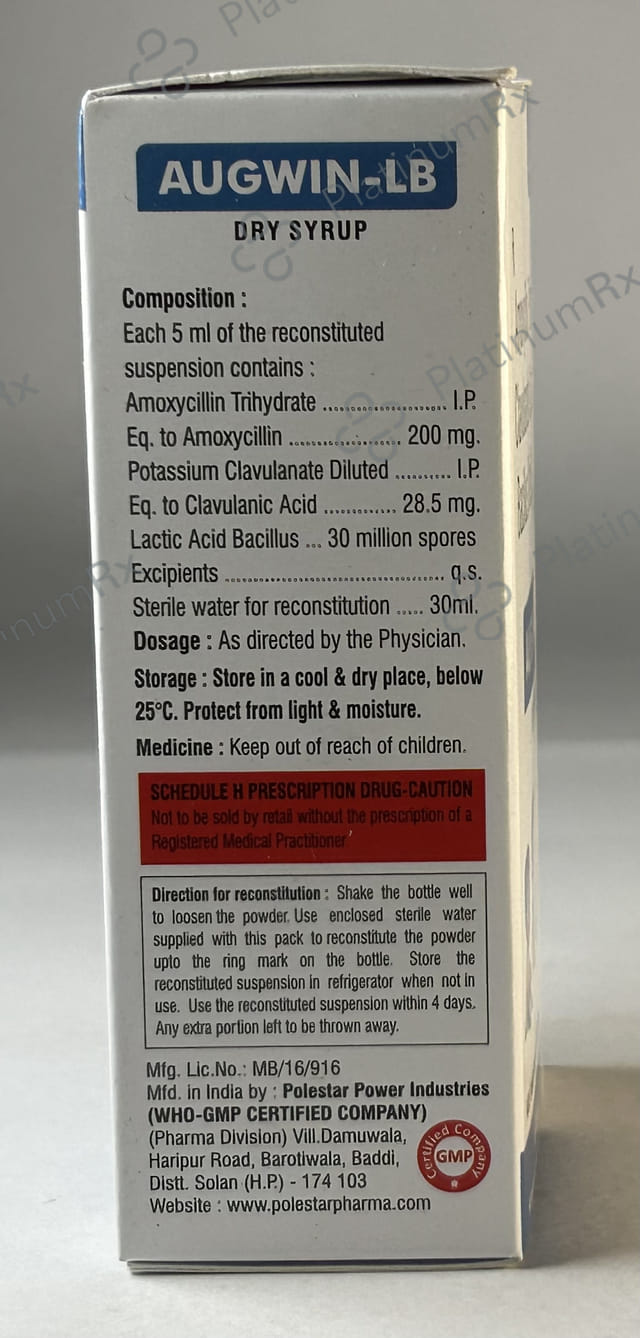 AUGWIN-LB
DRY SYRUP
Composition :
Each 5 ml of the reconstituted
suspension contains :
Amoxycillin Trihydrate ........................ I.P.
Eq. to Amoxycillin ...................... 200 mg.
Potassium Clavulanate Diluted .......... I.P.
Eq. to Clavulanic Acid ............. 28.5 mg.
Lactic Acid Bacillus ... 30 million spores
Excipients ............................................ q.s.
Sterile water for reconstitution ..... 30ml.
Dosage : As directed by the Physician.
Storage : Store in a cool & dry place, below
25°C. Protect from light & moisture.
Medicine : Keep out of reach of children.
SCHEDULE H PRESCRIPTION DRUG-CAUTION
Not to be sold by retail without the prescription of a
Registered Medical Practitioner
Direction for reconstitution : Shake the bottle well
to loosen the powder. Use enclosed sterile water
supplied with this pack to reconstitute the powder
upto the ring mark on the bottle. Store the
reconstituted suspension in refrigerator when not in
use. Use the reconstituted suspension within 4 days.
Any extra portion left to be thrown away.
Mfg. Lic.No.: MB/16/916
Mfd. in India by : Polestar Power Industries
(WHO-GMP CERTIFIED COMPANY)
(Pharma Division) Vill.Damuwala,
Haripur Road, Barotiwala, Baddi,
Distt. Solan (H.P.) - 174 103
Website : www.polestarpharma.com
Certified Company
GMP
PlatinumRx
PlatinumRx